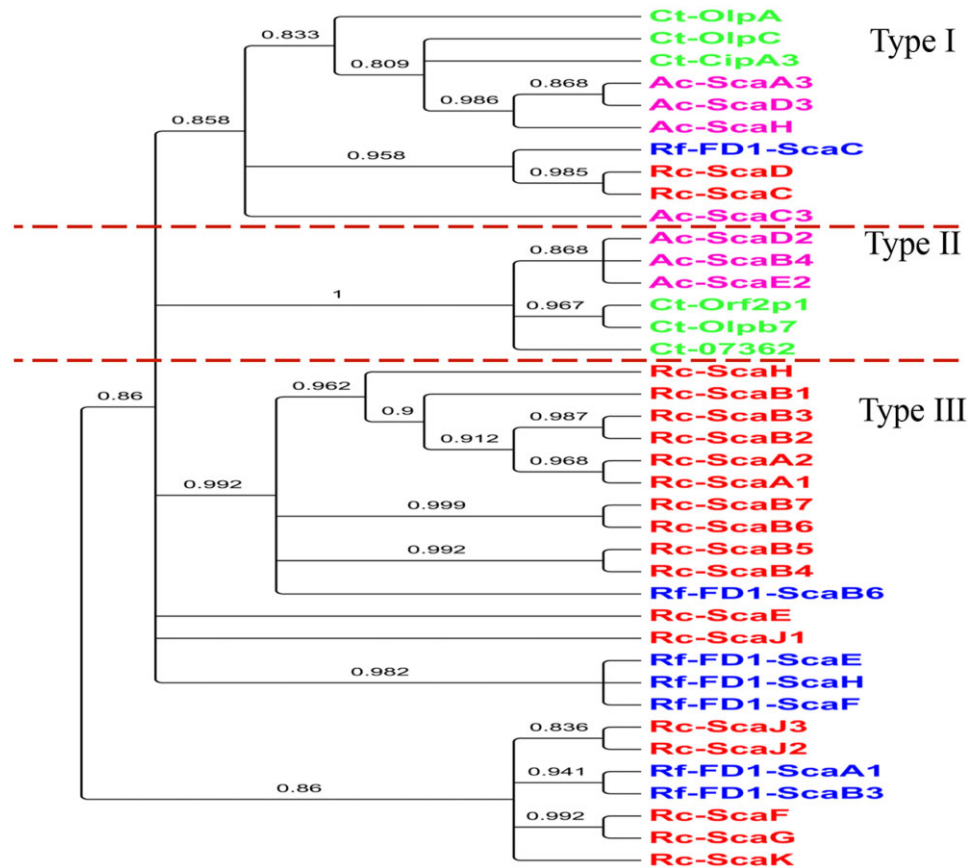 Ct-OlpA
0.833
Ct-OlpC
Type I
0.809
Ct-CipA3
0.868
Ac-ScaA3
0.986
Ac-ScaD3
0.858
Ac-ScaH
0.958
Rf-FD1-ScaC
0.985
Rc-ScaD
Rc-ScaC
Ac-ScaC3
0.868
Ac-ScaD2
Type II
Ac-ScaB4
Ac-ScaE2
1
0.967
Ct-Orf2p1
Ct-Olpb7
Ct-07362
0.962
Rc-ScaH
0.86
0.9
Rc-ScaB1
Type III
0.987
Rc-ScaB3
0.912
Rc-ScaB2
0.968
Rc-ScaA2
Rc-ScaA1
0.992
0.999
Rc-ScaB7
Rc-ScaB6
0.992
Rc-ScaB5
Rc-ScaB4
Rf-FD1-ScaB6
Rc-ScaE
Rc-ScaJ1
Rf-FD1-ScaE
0.982
Rf-FD1-ScaH
Rf-FD1-ScaF
0.836
Rc-ScaJ3
Rc-ScaJ2
0.941
Rf-FD1-ScaA1
0.86
Rf-FD1-ScaB3
0.992
Rc-ScaF
Rc-ScaG
Rc-ScaK